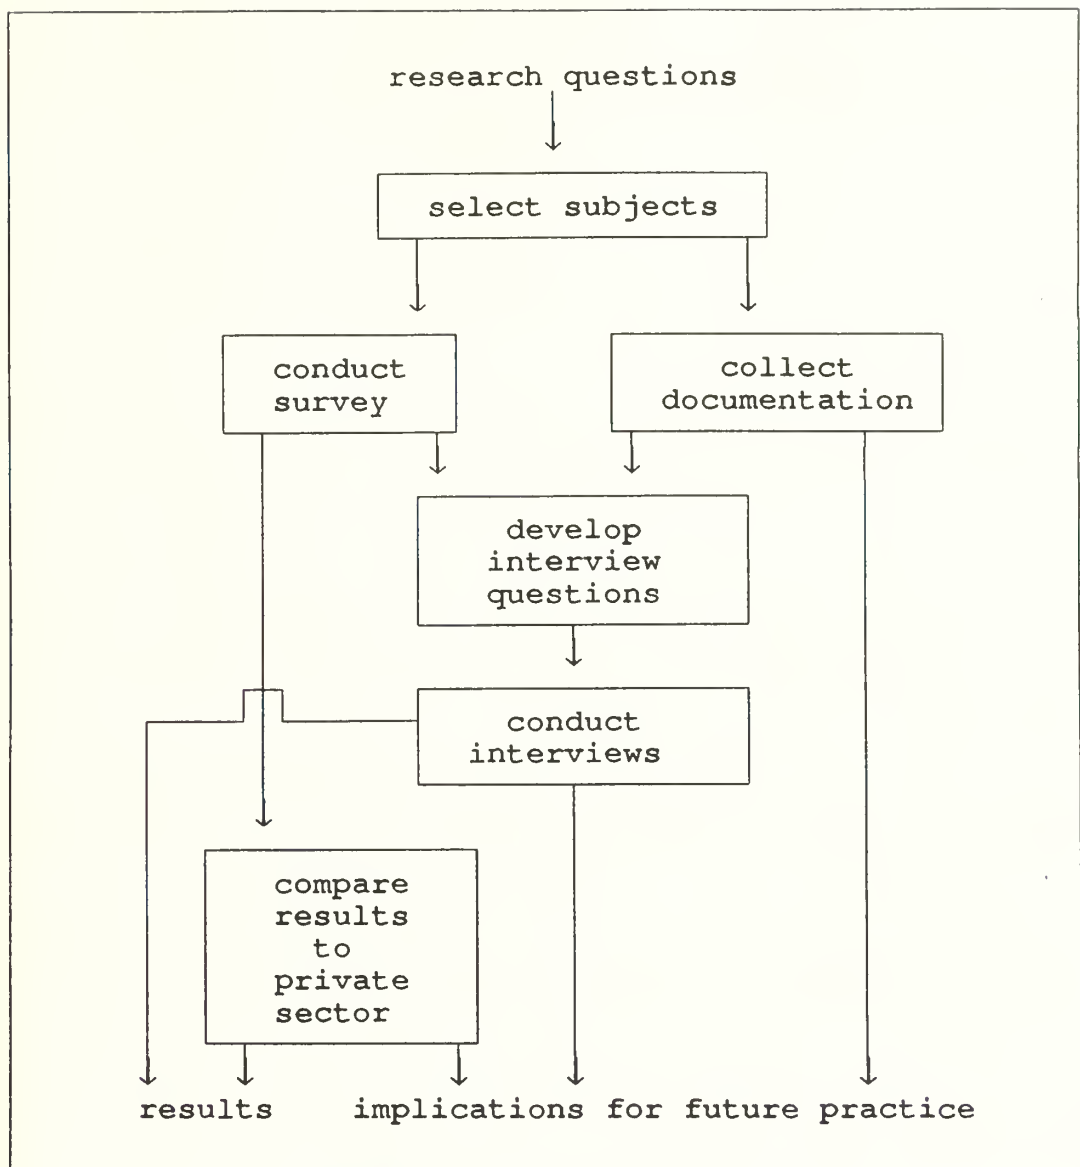 research questions
select subjects
conduct
survey
collect
documentation
develop
interview
questions
conduct
interviews
compare
results
to
private
sector
results
implications for future practice